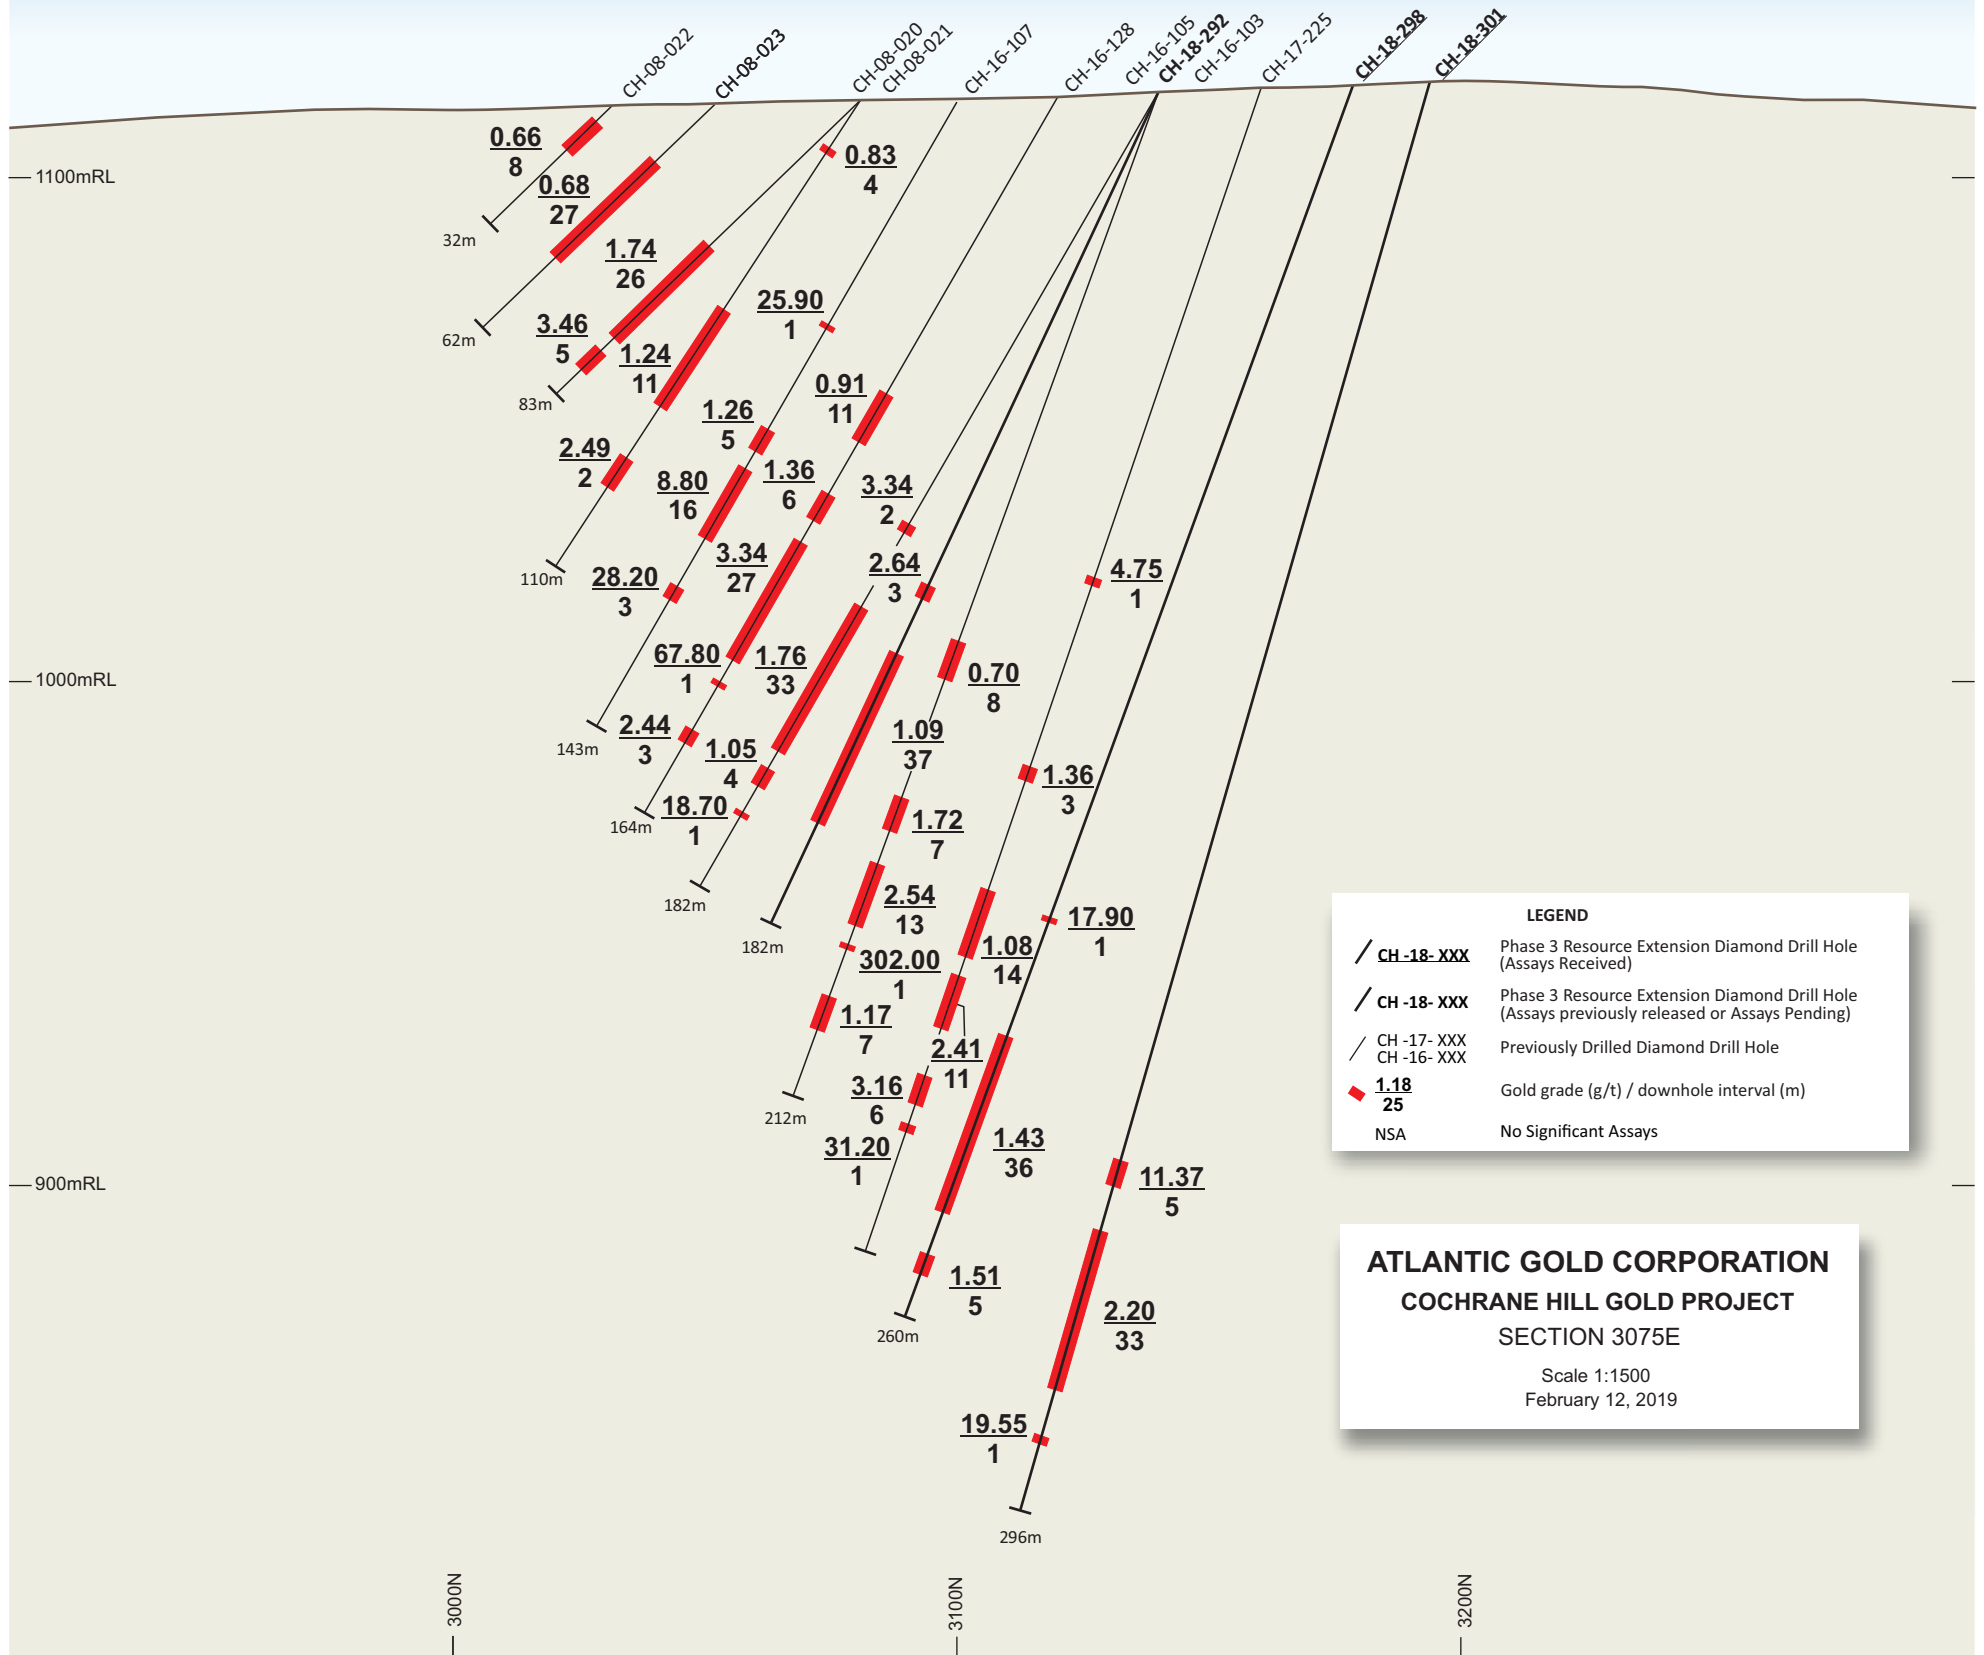 CH-08-022
CH-08-023
CH-08-020
CH-08-021
CH-16-107
CH-16-128
CH-16-105
CH-18-292
CH-16-103
CH-17-225
CH-18-298
CH-18-301
1100mRL
1000mRL
900mRL
0.66
8
32m
0.68
27
62m
1.74
26
3.46
5
83m
0.83
4
1.24
11
2.49
2
110m
25.90
1
1.26
5
8.80
16
28.20
3
143m
0.91
11
1.36
6
3.34
27
67.80
1
2.44
3
164m
3.34
2
1.76
33
1.05
4
18.70
1
182m
2.64
3
1.09
37
182m
0.70
8
1.72
7
2.54
13
302.00
1
1.17
7
212m
4.75
1
1.36
3
1.08
14
2.41
11
3.16
6
31.20
1
17.90
1
1.43
36
1.51
5
260m
11.37
5
2.20
33
19.55
1
296m
LEGEND
CH -18- XXX
Phase 3 Resource Extension Diamond Drill Hole
(Assays Received)
CH -18- XXX
Phase 3 Resource Extension Diamond Drill Hole
(Assays previously released or Assays Pending)
CH -17- XXX
CH -16- XXX
Previously Drilled Diamond Drill Hole
1.18
25
Gold grade (g/t) / downhole interval (m)
NSA
No Significant Assays
ATLANTIC GOLD CORPORATION
COCHRANE HILL GOLD PROJECT
SECTION 3075E
Scale 1:1500
February 12, 2019
3000N
3100N
3200N